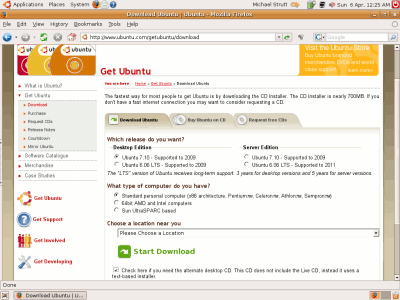 Applications Places System
Michael Strutt
Sun 6 Apr, 12:25 AM
Download Ubuntu | Ubuntu - Mozilla Firefox
File Edit View History Bookmarks Tools Help
http://www.ubuntu.com/getubuntu/download
Visit the Ubuntu Store
Buy Ubuntu branded
Get Ubuntu
You are here: Home » Get Ubuntu » Download Ubuntu
The fastest way for most people to get Ubuntu is by downloading the CD Installer. The CD installer is nearly 700MB. If you
don't have a fast internet connection you may want to consider requesting a CD.
What is Ubuntu?
Get Ubuntu
Download
Purchase
Request CDs
Release Notes
Countdown
Mirror Ubuntu
Software Catalogue
Merchandise
Case Studies
Get Ubuntu
Get Support
Get Involved
Get Developing
Download Ubuntu
Buy Ubuntu on CD
Request free CDs
Which release do you want?
Desktop Edition
Server Edition
Ubuntu 7.10 - Supported to 2009
Ubuntu 7.10 - Supported to 2009
Ubuntu 6.06 LTS - Supported to 2009
Ubuntu 6.06 LTS - Supported to 2011
The "LTS" version of Ubuntu receives long-term support. 3 years for desktop versions and 5 years for server versions.
What type of computer do you have?
Standard personal computer (x86 architecture, Pentium™, Celeron™, Athlon™, Sempron™)
64bit AMD and Intel computers
Sun UltraSPARC based
Choose a location near you
Please Choose a Location
Start Download
Check here if you need the alternate desktop CD. This CD does not include the Live CD, instead it uses a
text-based installer.
Done
Download Ubuntu | U...